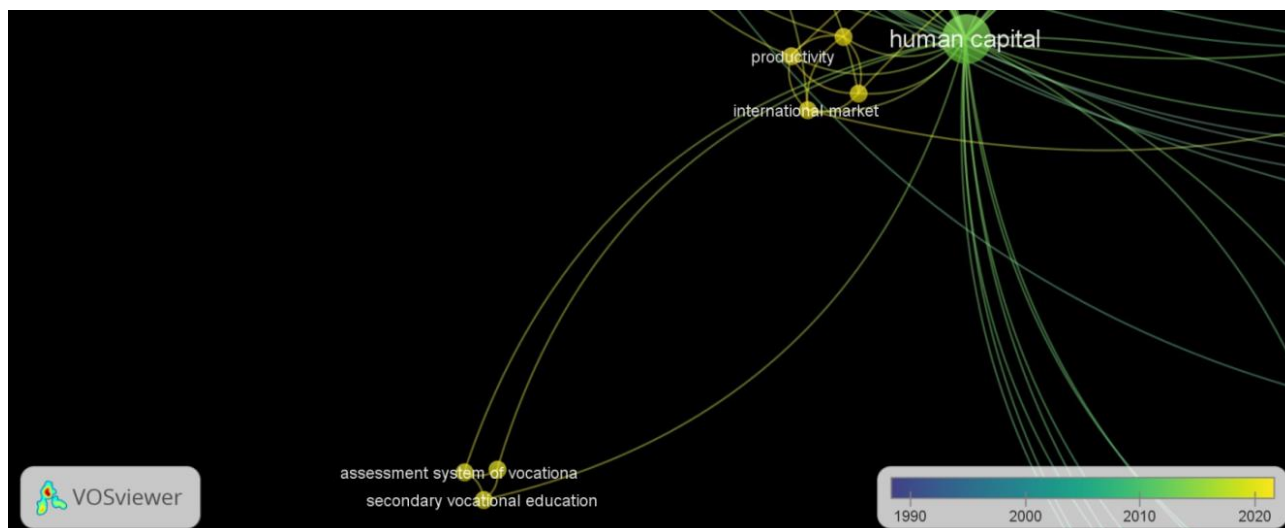 human capital
productivity
international market
assessment system of vocationa
secondary vocational education
VOSviewer
1990 2000 2010 2020